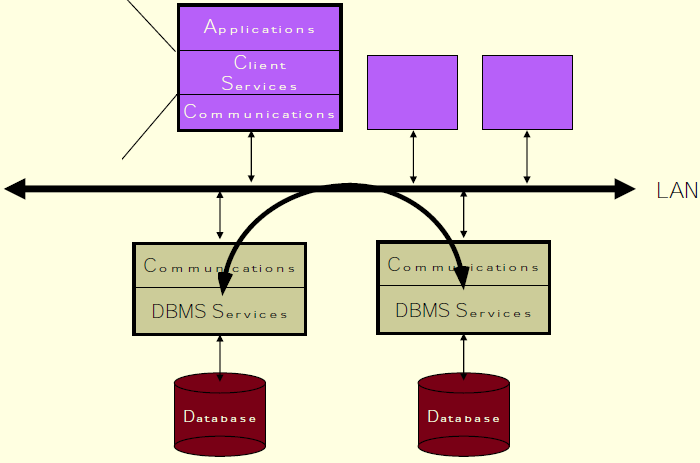 Applications
Client
Services
Communications
LAN
Communications
DBMS Services
Communications
DBMS Services
Database
Database